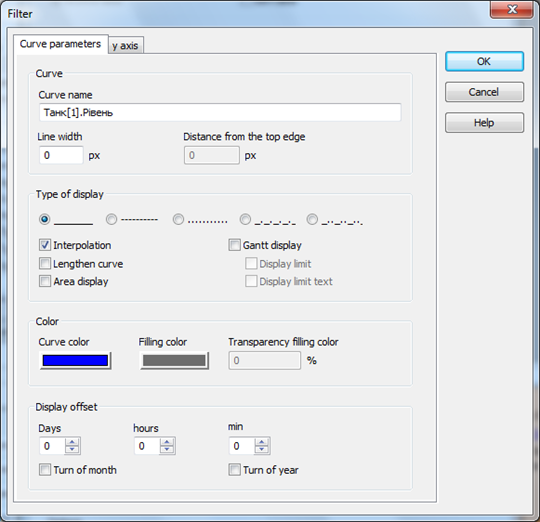 Filter
Curve parameters
y axis
OK
Cancel
Help
Curve
Curve name
Танк[1].Рівень
Line width
Distance from the top edge
0 px
0 px
Type of display
Interpolation
Gantt display
Lengthen curve
Display limit
Area display
Display limit text
Color
Curve color
Filling color
Transparency filling color
0 %
Display offset
Days
hours
min
0
0
0
Turn of month
Turn of year